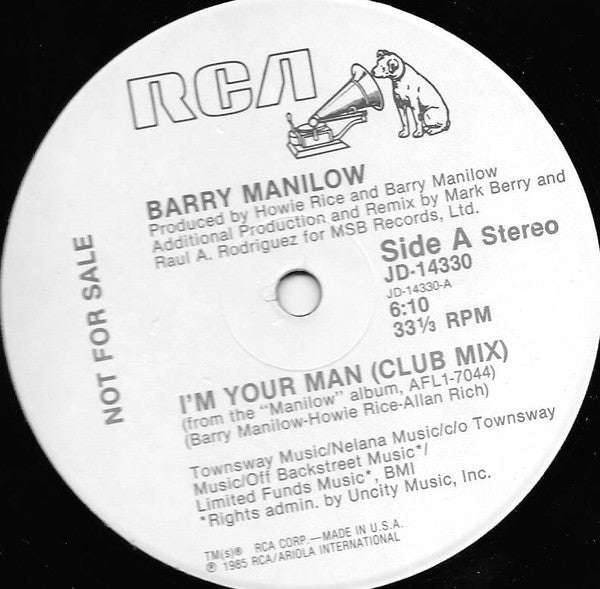 RCA
BARRY MANILOW
Produced by Howie Rice and Barry Manilow
Additional Production and Remix by Mark Berry and
Raul A. Rodriguez for MSB Records, Ltd.
NOT FOR SALE
Side A Stereo
JD-14330
JD-14330-A
6:10
33⅓ RPM
I'M YOUR MAN (CLUB MIX)
(from the "Manilow" album, AFL1-7044)
(Barry Manilow-Howie Rice-Allan Rich)
Townsway Music/Nelana Music/c/o Townsway
Music/Off Backstreet Music*/
Limited Funds Music*, BMI
*Rights admin. by Uncity Music, Inc.
TM(s)® RCA CORP.—MADE IN U.S.A.
℗ 1985 RCA/ARIOLA INTERNATIONAL